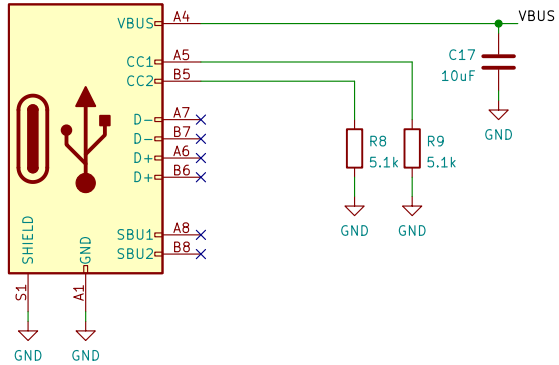 VBUS A4 VBUS
CC1 A5 C17
CC2 B5 10uF
D- A7 GND
D- B7 R8 R9
D+ A6 5.1k 5.1k
D+ B6
GND GND
SBU1 A8
SBU2 B8
SHIELD GND
S1 A1
GND GND